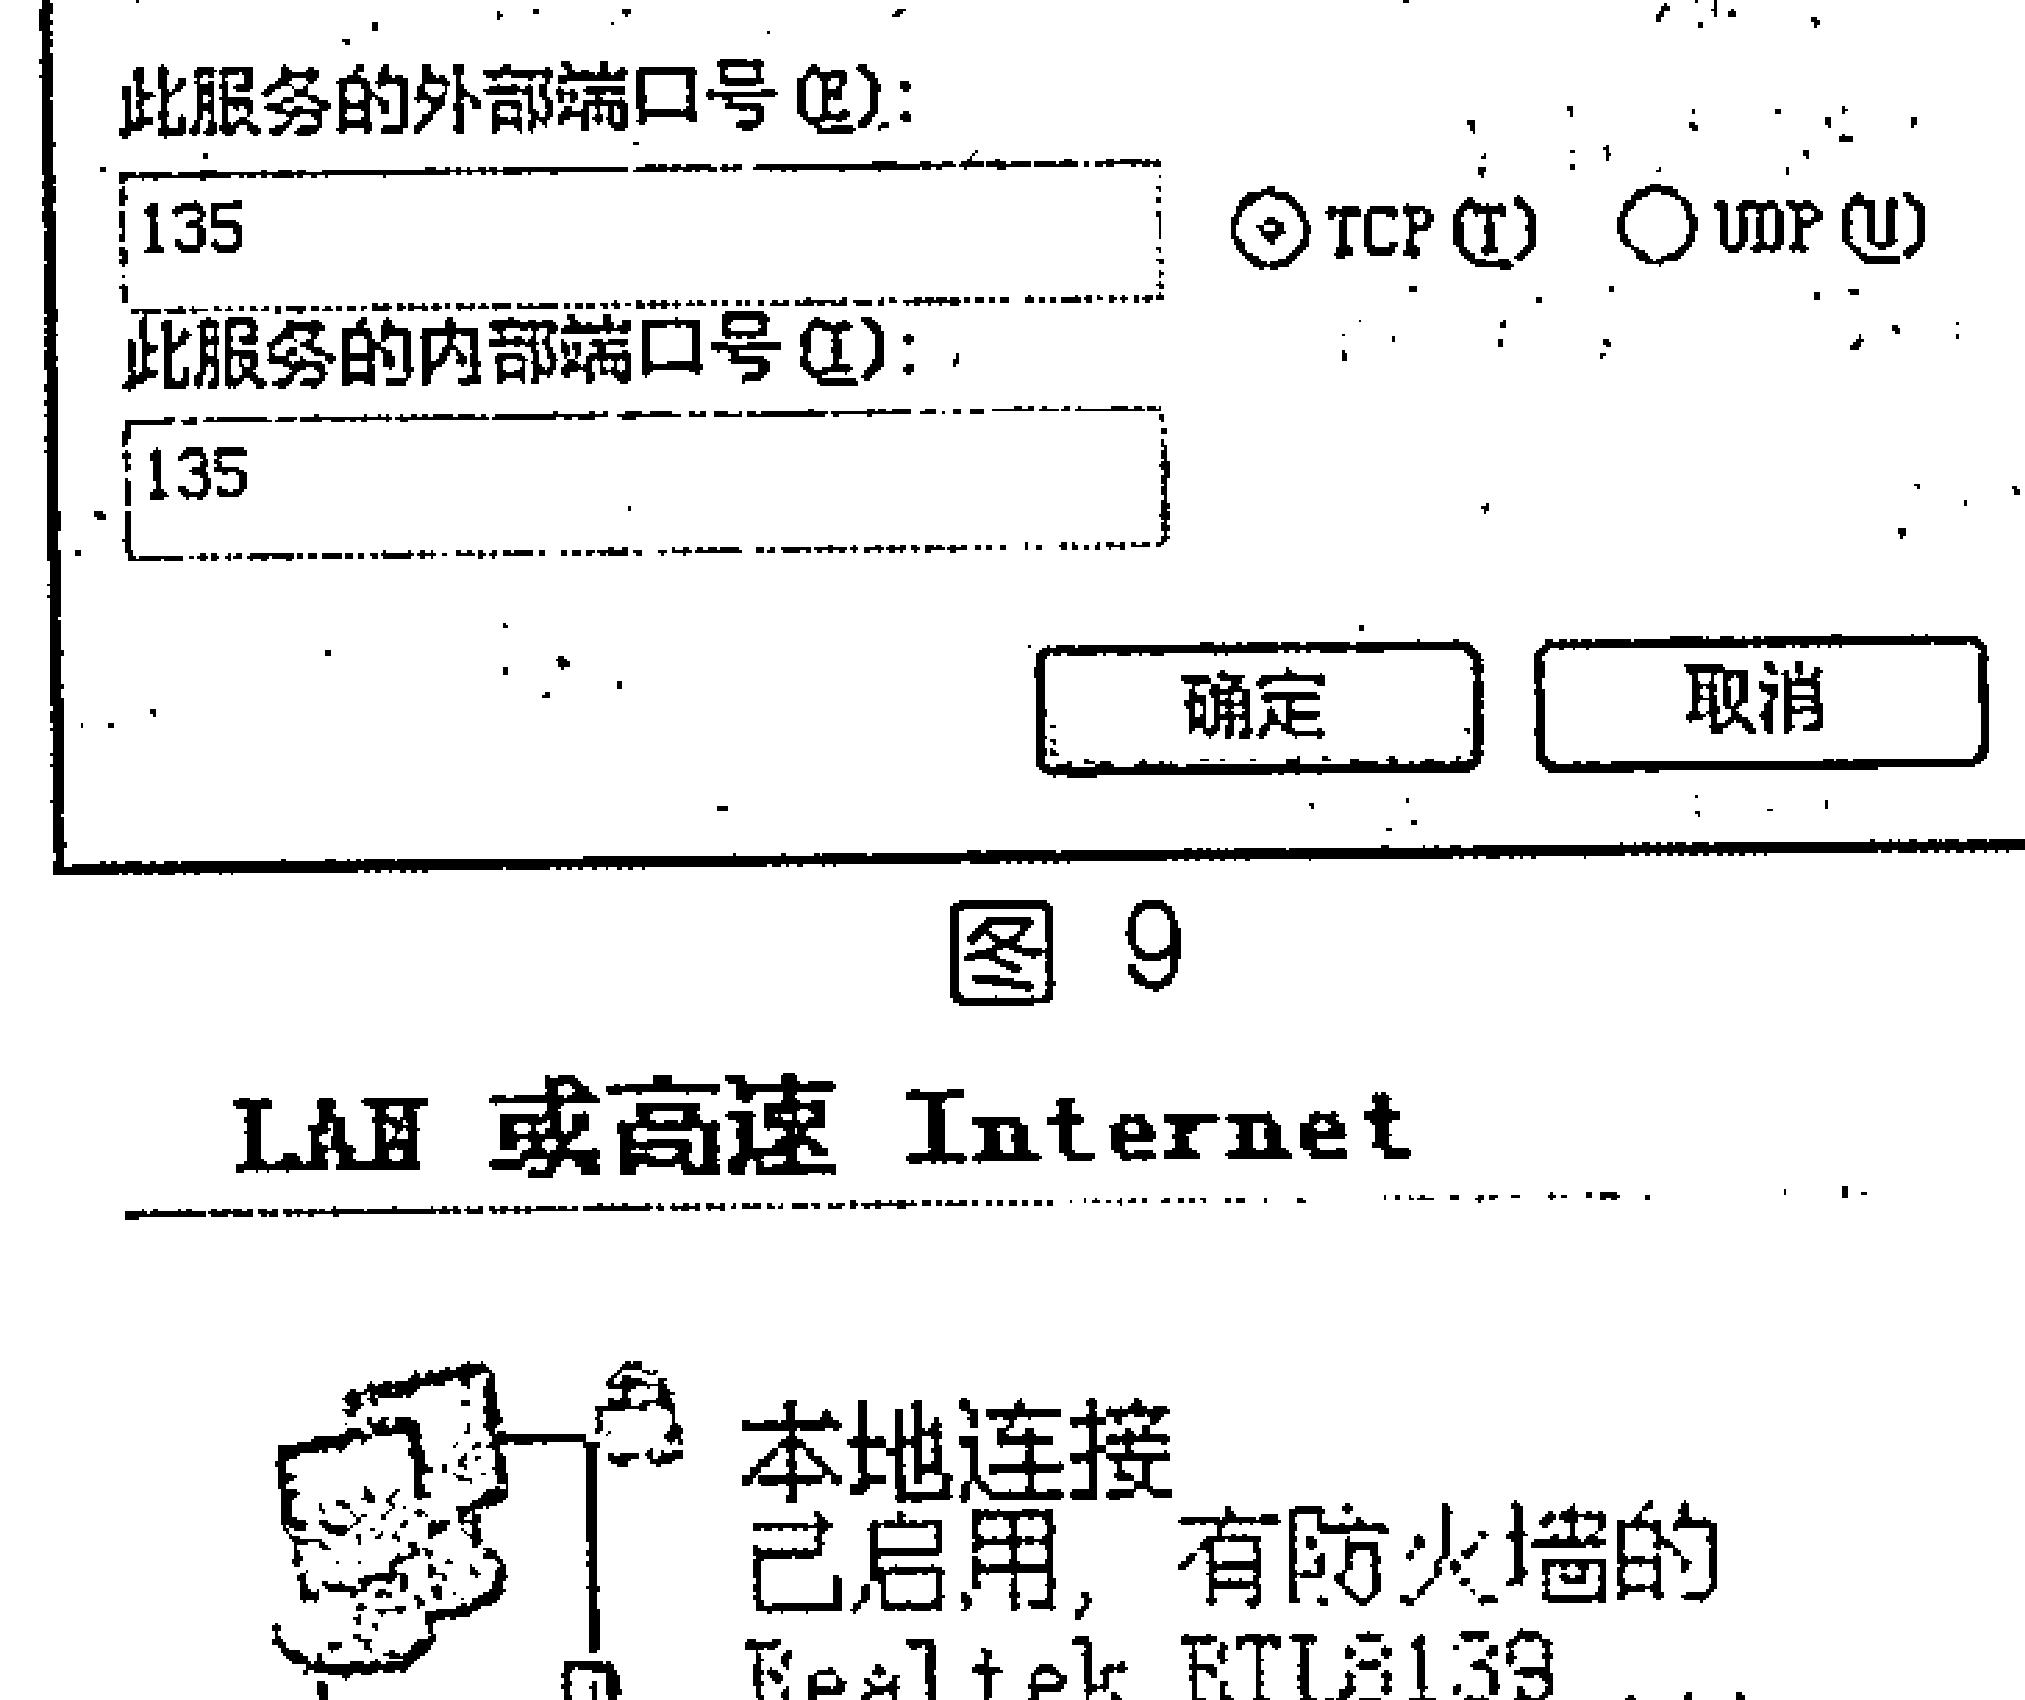 此服务的外部端口号(E):
135
TCP(T) UDP(U)
此服务的内部端口号(I):
135
确定 取消
图 9
LAN 或高速 Internet
本地连接
已启用, 有防火墙的
Realtek RTL8139 ...